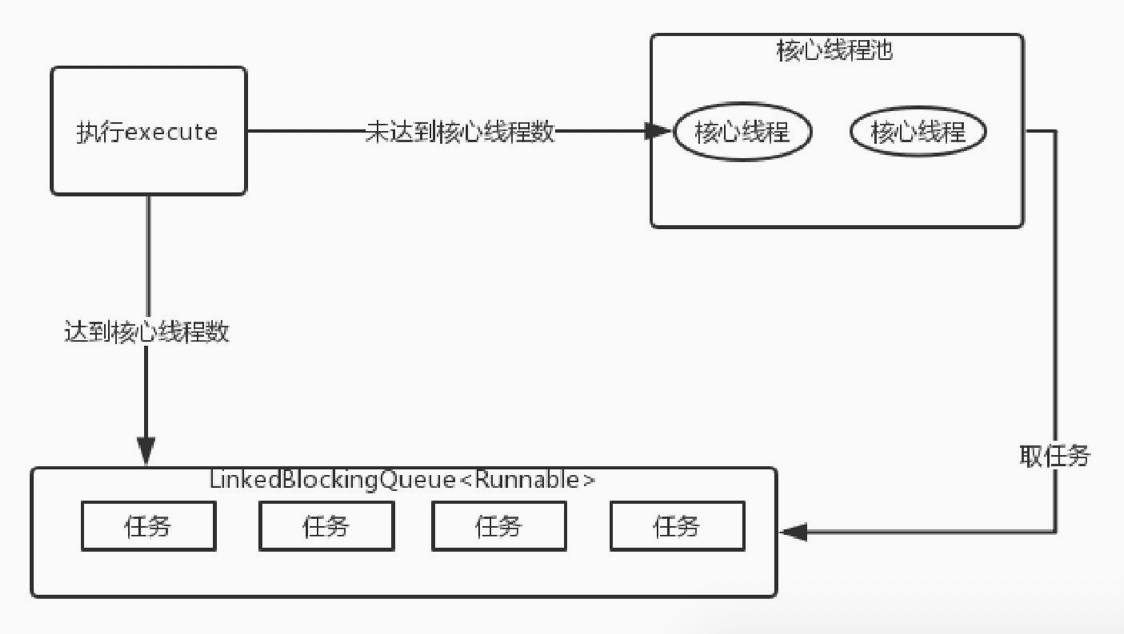 核心线程池
执行execute
未达到核心线程数
核心线程
核心线程
达到核心线程数
取任务
LinkedBlockingQueue<Runnable>
任务
任务
任务
任务